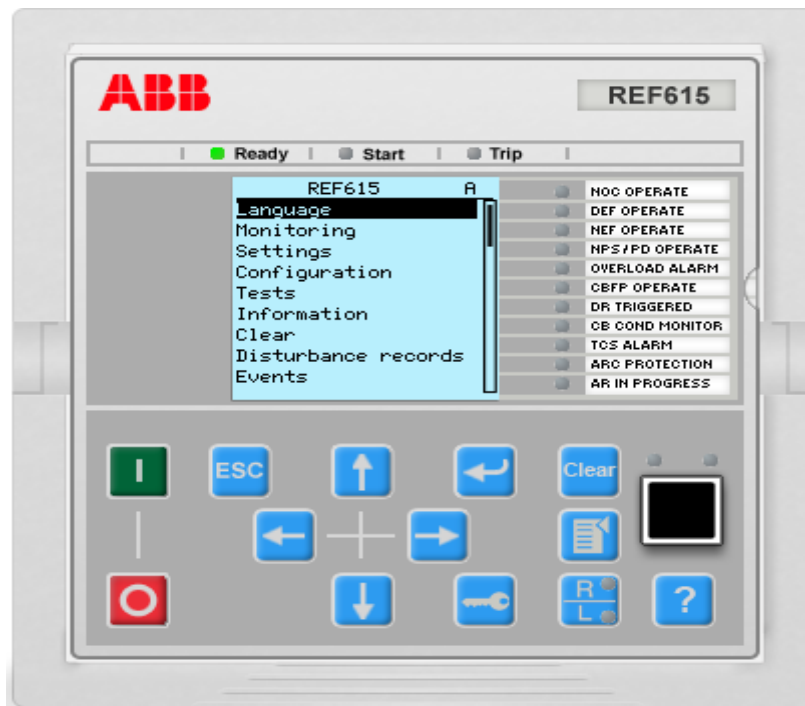 ABB
REF615
Ready
Start
Trip
REF615 A
Language
Monitoring
Settings
Configuration
Tests
Information
Clear
Disturbance records
Events
NOC OPERATE
DEF OPERATE
NEF OPERATE
NPS/PD OPERATE
OVERLOAD ALARM
CBFP OPERATE
DR TRIGGERED
CB COND MONITOR
TCS ALARM
ARC PROTECTION
AR IN PROGRESS
I
ESC
Clear
O
R
L
?